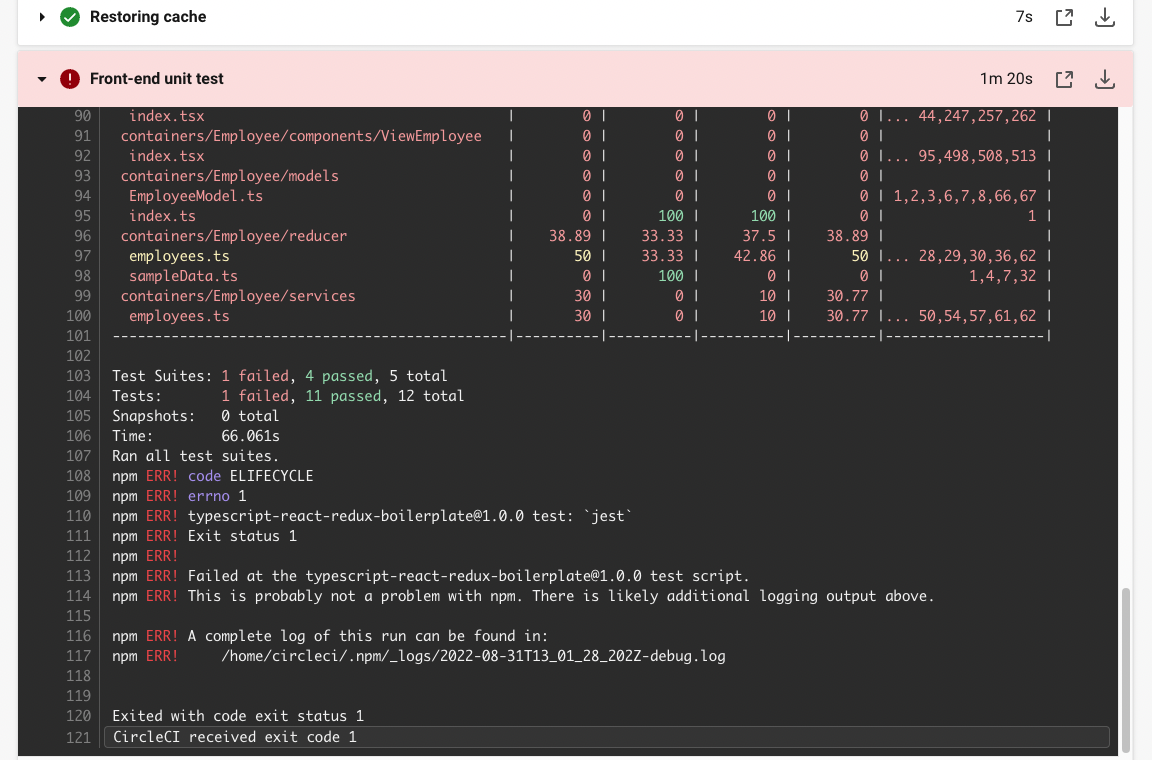 Restoring cache 7s
Front-end unit test 1m 20s
90 index.tsx | 0 | 0 | 0 | 0 |... 44,247,257,262 |
91 containers/Employee/components/ViewEmployee | 0 | 0 | 0 | 0 | |
92 index.tsx | 0 | 0 | 0 | 0 |... 95,498,508,513 |
93 containers/Employee/models | 0 | 0 | 0 | 0 | |
94 EmployeeModel.ts | 0 | 0 | 0 | 0 | 1,2,3,6,7,8,66,67 |
95 index.ts | 0 | 100 | 100 | 0 | 1 |
96 containers/Employee/reducer | 38.89 | 33.33 | 37.5 | 38.89 | |
97 employees.ts | 50 | 33.33 | 42.86 | 50 |... 28,29,30,36,62 |
98 sampleData.ts | 0 | 100 | 0 | 0 | 1,4,7,32 |
99 containers/Employee/services | 30 | 0 | 10 | 30.77 | |
100 employees.ts | 30 | 0 | 10 | 30.77 |... 50,54,57,61,62 |
101 -----------------------------------------------|----------|----------|----------|----------|-------------------|
102
103 Test Suites: 1 failed, 4 passed, 5 total
104 Tests: 1 failed, 11 passed, 12 total
105 Snapshots: 0 total
106 Time: 66.061s
107 Ran all test suites.
108 npm ERR! code ELIFECYCLE
109 npm ERR! errno 1
110 npm ERR! typescript-react-redux-boilerplate@1.0.0 test: `jest`
111 npm ERR! Exit status 1
112 npm ERR!
113 npm ERR! Failed at the typescript-react-redux-boilerplate@1.0.0 test script.
114 npm ERR! This is probably not a problem with npm. There is likely additional logging output above.
115
116 npm ERR! A complete log of this run can be found in:
117 npm ERR! /home/circleci/.npm/_logs/2022-08-31T13_01_28_202Z-debug.log
118
119
120 Exited with code exit status 1
121 CircleCI received exit code 1